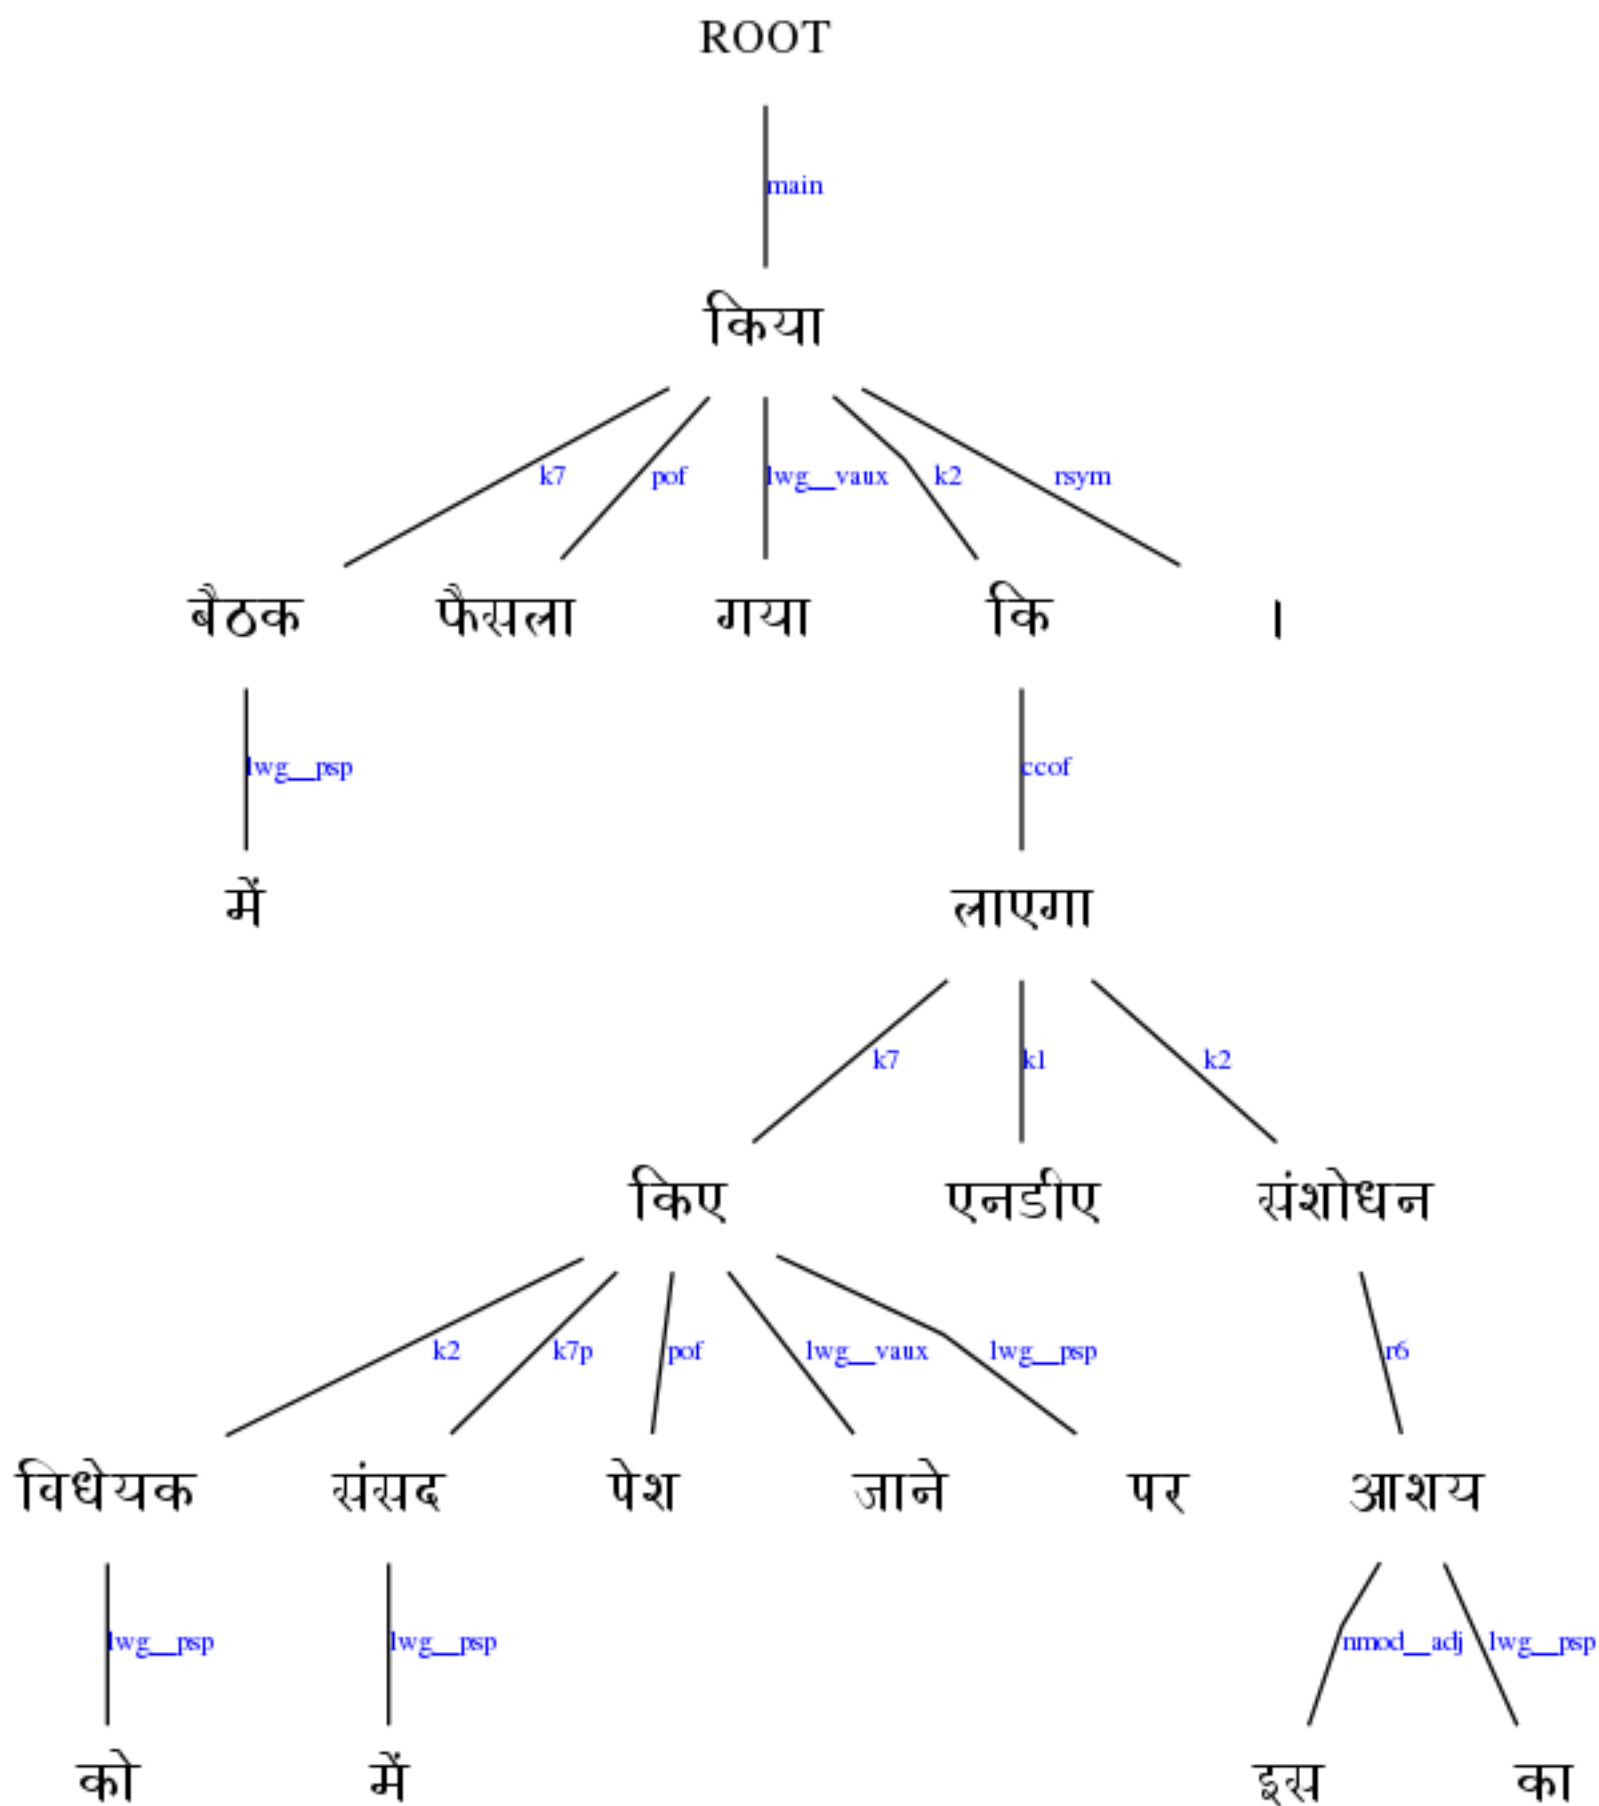 ROOT
main
किया
k7 pof lwg__vaux k2 rsym
बैठक फैसला गया कि ।
lwg__psp ccof
में लाएगा
k7 k1 k2
किए एनडीए संशोधन
k2 k7p pof lwg__vaux lwg__psp r6
विधेयक संसद पेश जाने पर आशय
lwg__psp lwg__psp nmod__adj lwg__psp
को में इस का